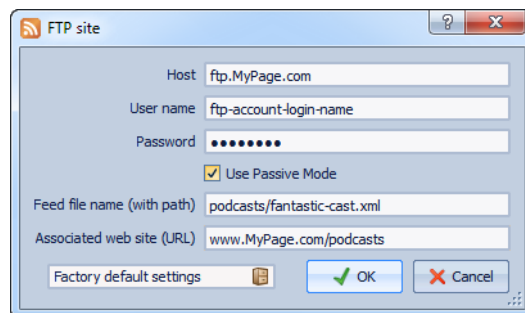 FTP site
Host ftp.MyPage.com
User name ftp-account-login-name
Password ••••••••
Use Passive Mode
Feed file name (with path) podcasts/fantastic-cast.xml
Associated web site (URL) www.MyPage.com/podcasts
Factory default settings OK Cancel